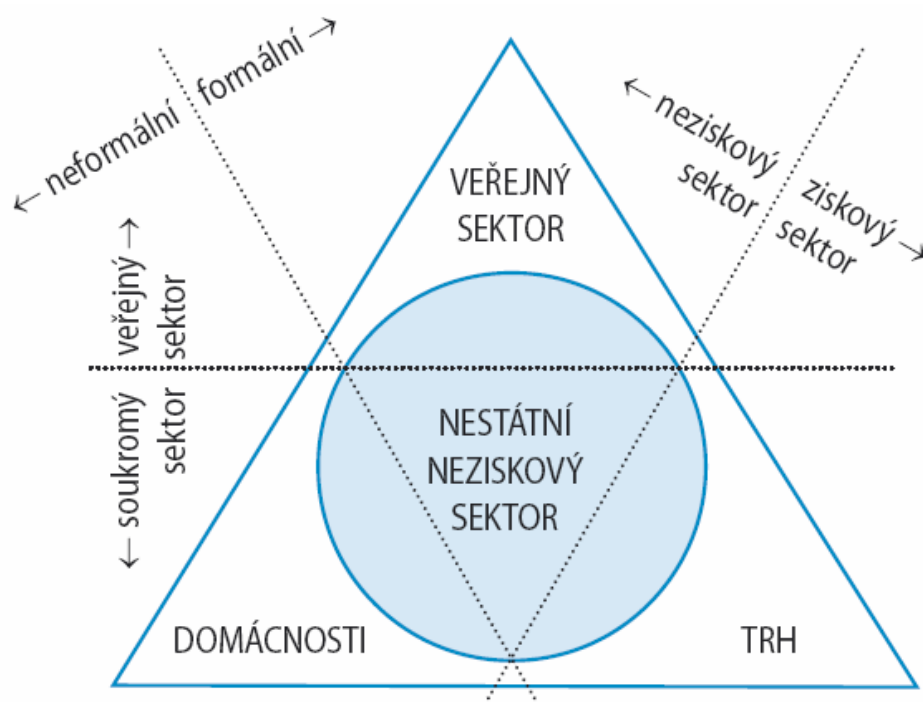 ← neformální
formální →
← neziskový
sektor
ziskový →
sektor
VEŘEJNÝ
SEKTOR
veřejný →
sektor
← soukromý
sektor
NESTÁTNÍ
NEZISKOVÝ
SEKTOR
DOMÁCNOSTI
TRH